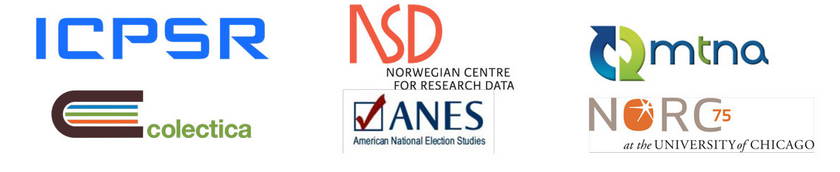 ICPSR
NSD
NORWEGIAN CENTRE
FOR RESEARCH DATA
mtna
colectica
ANES
American National Election Studies
NORC 75
at the UNIVERSITY of CHICAGO